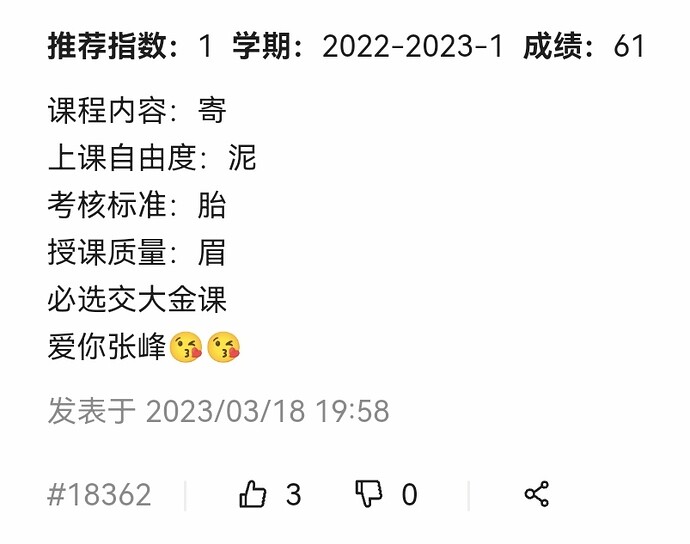 推荐指数：1 学期：2022-2023-1 成绩：61
课程内容：寄
上课自由度：泥
考核标准：胎
授课质量：眉
必选交大金课
爱你张峰😘😘
发表于 2023/03/18 19:58
#18362 3 0